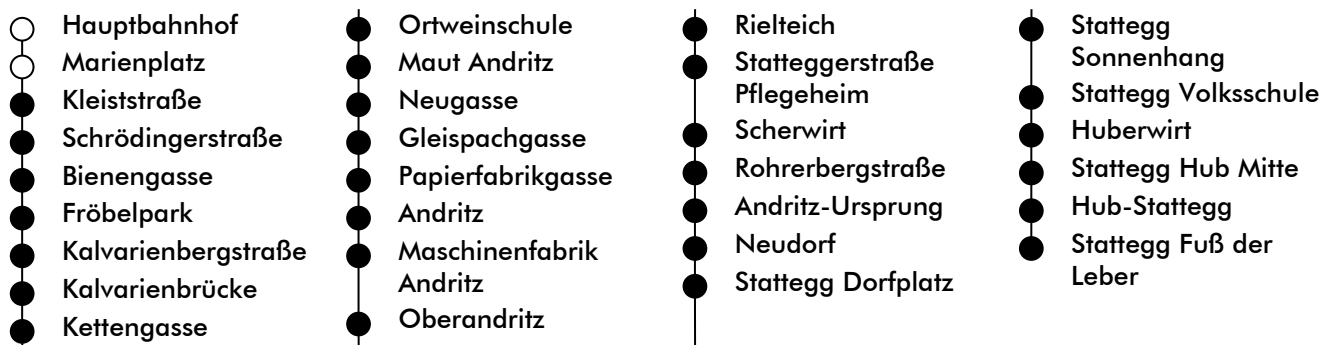 Hauptbahnhof
Marienplatz
Kleiststraße
Schrödingerstraße
Bienengasse
Fröbelpark
Kalvarienbergstraße
Kalvarienbrücke
Kettengasse
Ortweinschule
Maut Andritz
Neugasse
Gleispachgasse
Papierfabrikgasse
Andritz
Maschinenfabrik
Andritz
Oberandritz
Rielteich
Statteggerstraße
Pflegeheim
Scherwirt
Rohrerbergstraße
Andritz-Ursprung
Neudorf
Stattegg Dorfplatz
Stattegg
Sonnenhang
Stattegg Volksschule
Huberwirt
Stattegg Hub Mitte
Hub-Stattegg
Stattegg Fuß der
Leber